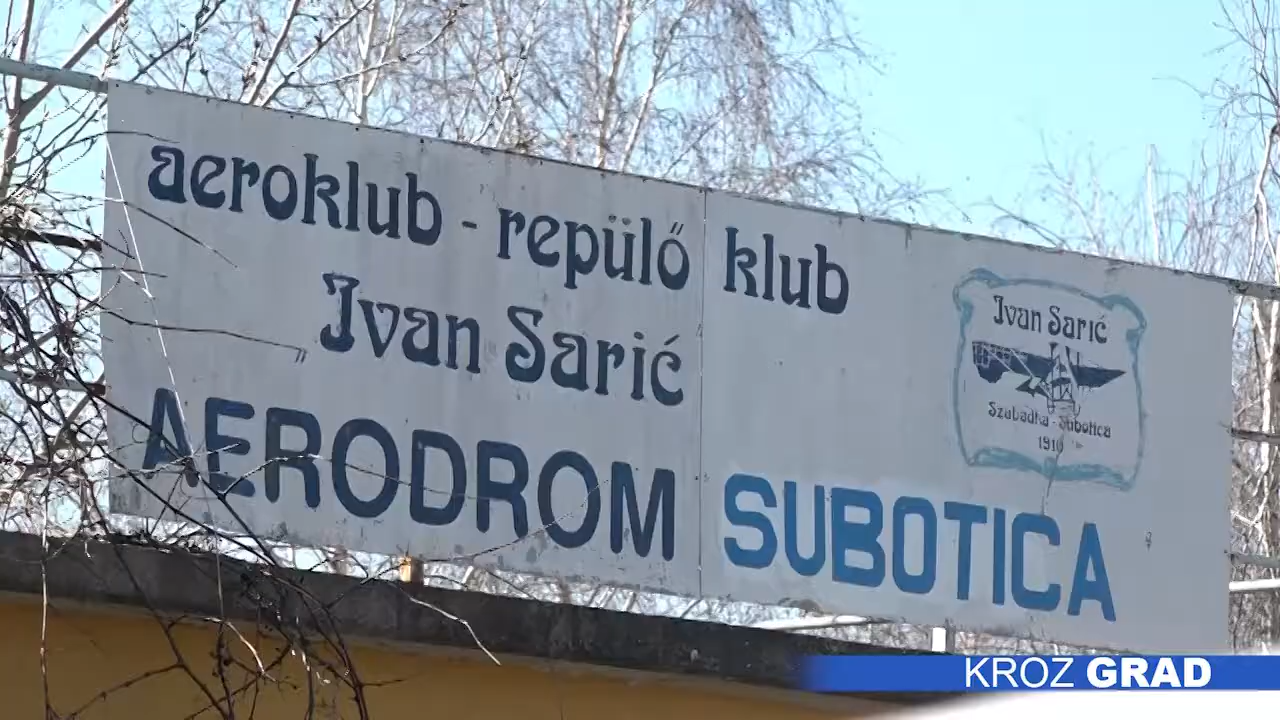 aeroklub - repülő klub
„ Ivan Sarić
AERODROM SUBOTICA
Ivan Sarić
Szabadka - Subotica
1910
KROZ GRAD